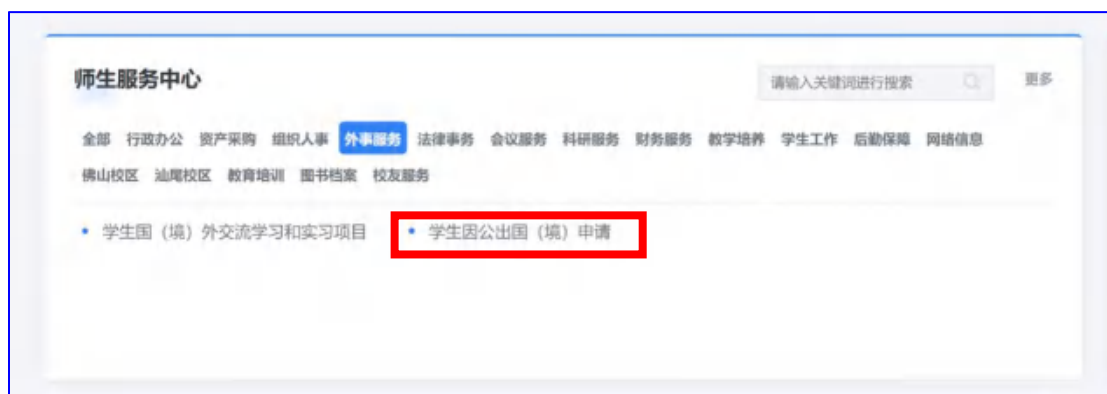 师生服务中心
请输入关键词进行搜索 更多
全部 行政办公 资产采购 组织人事 外事服务 法律事务 会议服务 科研服务 财务服务 教学培养 学生工作 后勤保障 网络信息
佛山校区 汕尾校区 教育培训 图书档案 校友服务
• 学生国（境）外交流学习和实习项目 • 学生因公出国（境）申请